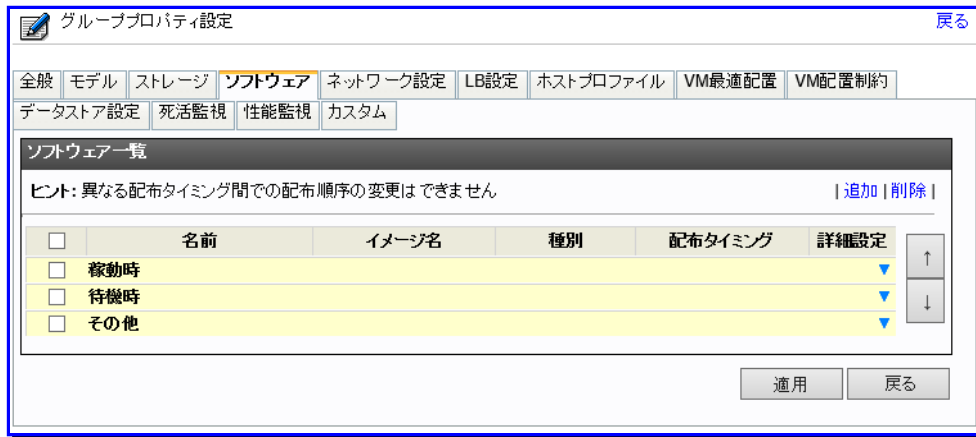 グループプロパティ設定 戻る
全般 モデル ストレージ ソフトウェア ネットワーク設定 LB設定 ホストプロファイル VM最適配置 VM配置制約
データストア設定 死活監視 性能監視 カスタム
ソフトウェア一覧
ヒント: 異なる配布タイミング間での配布順序の変更はできません | 追加 | 削除 |
名前 イメージ名 種別 配布タイミング 詳細設定 ↑
稼動時 ▼
待機時 ▼ ↓
その他 ▼
適用 戻る